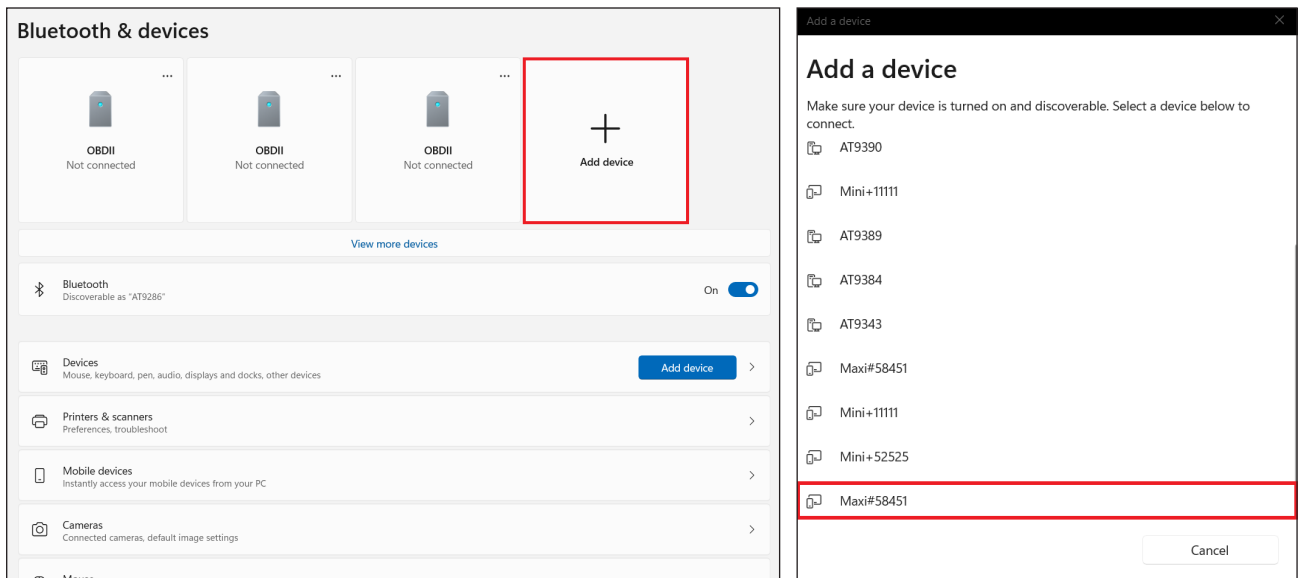 Bluetooth & devices
OBDII
Not connected
OBDII
Not connected
OBDII
Not connected
Add device
View more devices
Bluetooth
Discoverable as "AT9286"
On
Devices
Mouse, keyboard, pen, audio, displays and docks, other devices
Add device
Printers & scanners
Preferences, troubleshoot
Mobile devices
Instantly access your mobile devices from your PC
Cameras
Connected cameras, default image settings
Add a device
Add a device
Make sure your device is turned on and discoverable. Select a device below to
connect.
AT9390
Mini+11111
AT9389
AT9384
AT9343
Maxi#58451
Mini+11111
Mini+52525
Maxi#58451
Cancel